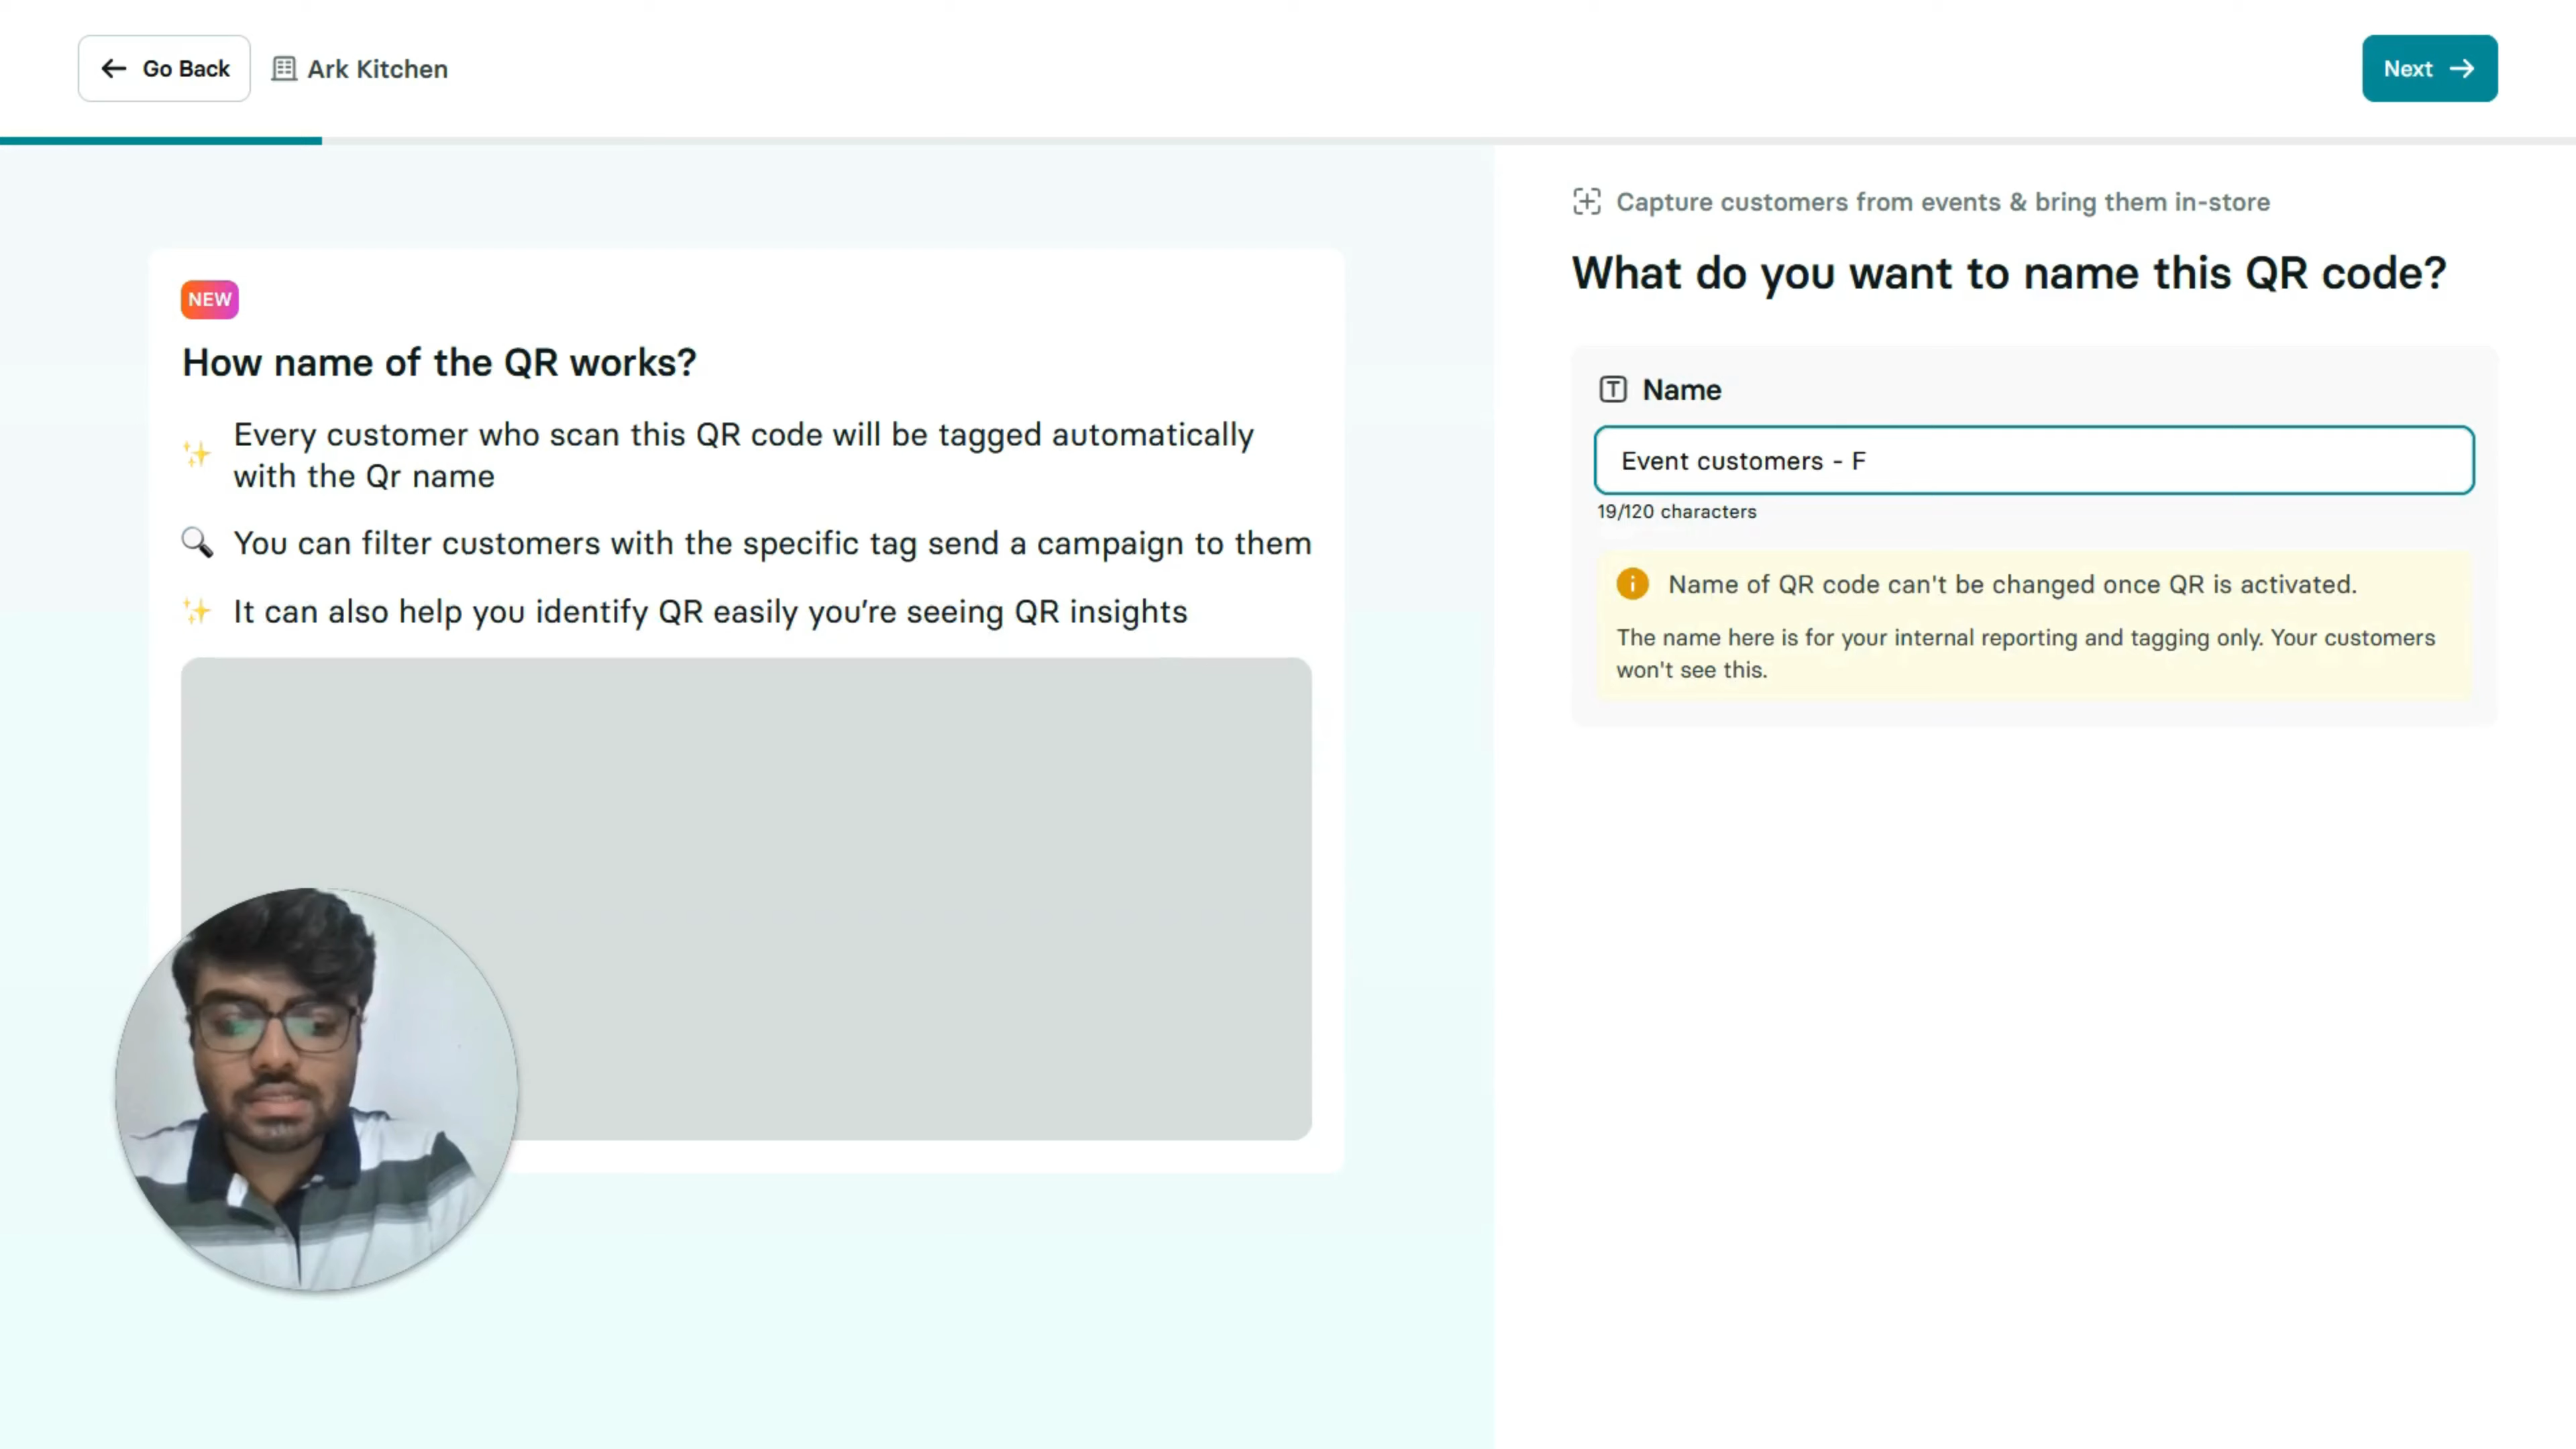 Go Back
Ark Kitchen
Next
NEW
How name of the QR works?
Every customer who scan this QR code will be tagged automatically
with the Qr name
You can filter customers with the specific tag send a campaign to them
It can also help you identify QR easily you’re seeing QR insights
Capture customers from events & bring them in-store
What do you want to name this QR code?
Name
Event customers - F
19/120 characters
Name of QR code can't be changed once QR is activated.
The name here is for your internal reporting and tagging only. Your customers
won't see this.